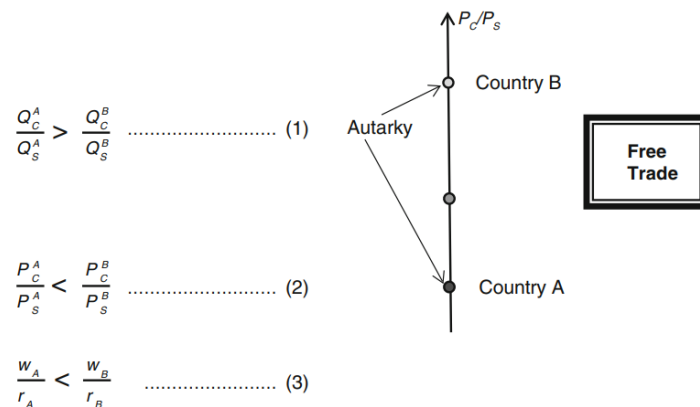 P_C/P_S
Country B
Q_C^A/Q_S^A > Q_C^B/Q_S^B ............................ (1)
Autarky
Free
Trade
P_C^A/P_S^A < P_C^B/P_S^B ............................ (2)
Country A
w_A/r_A < w_B/r_B ........................ (3)